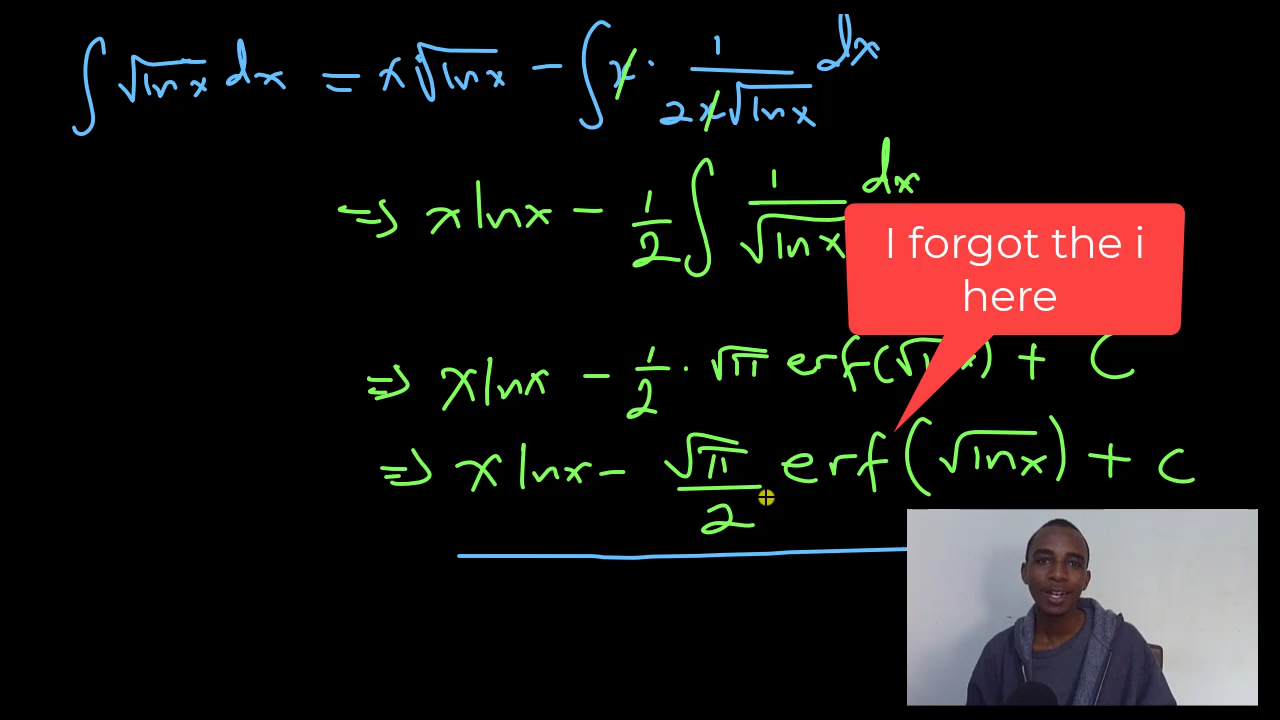 ∫ √(ln x) dx = x √(ln x) − ∫ x · 1/(2x√(ln x)) dx
⇒ x ln x − 1/2 ∫ 1/√(ln x) dx
I forgot the i
here
⇒ x ln x − 1/2 · √π erf(√(ln x)) + C
⇒ x ln x − √π/2 erf(√(ln x)) + C